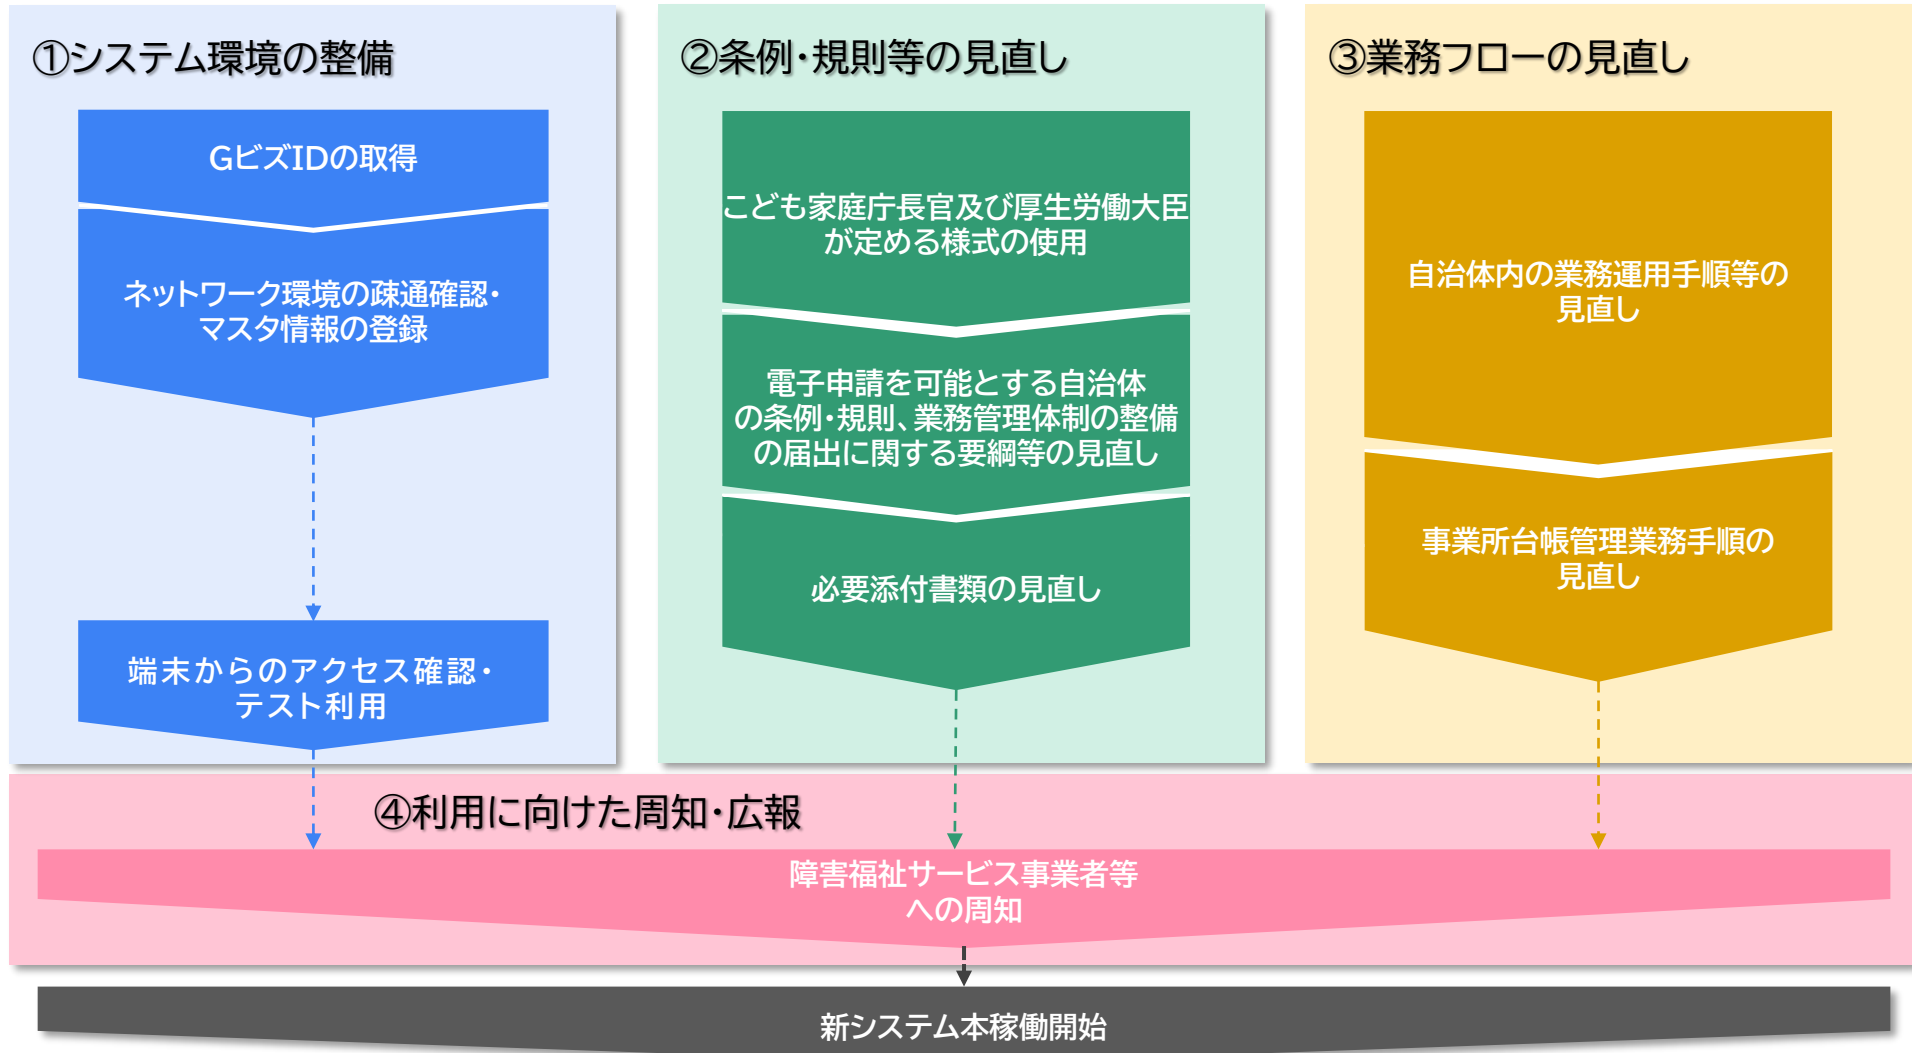 ①システム環境の整備
GビズIDの取得
ネットワーク環境の疎通確認・
マスタ情報の登録
端末からのアクセス確認・
テスト利用
②条例・規則等の見直し
こども家庭庁長官及び厚生労働大臣
が定める様式の使用
電子申請を可能とする自治体
の条例・規則、業務管理体制の整備
の届出に関する要綱等の見直し
必要添付書類の見直し
③業務フローの見直し
自治体内の業務運用手順等の
見直し
事業所台帳管理業務手順の
見直し
④利用に向けた周知・広報
障害福祉サービス事業者等
への周知
新システム本稼働開始